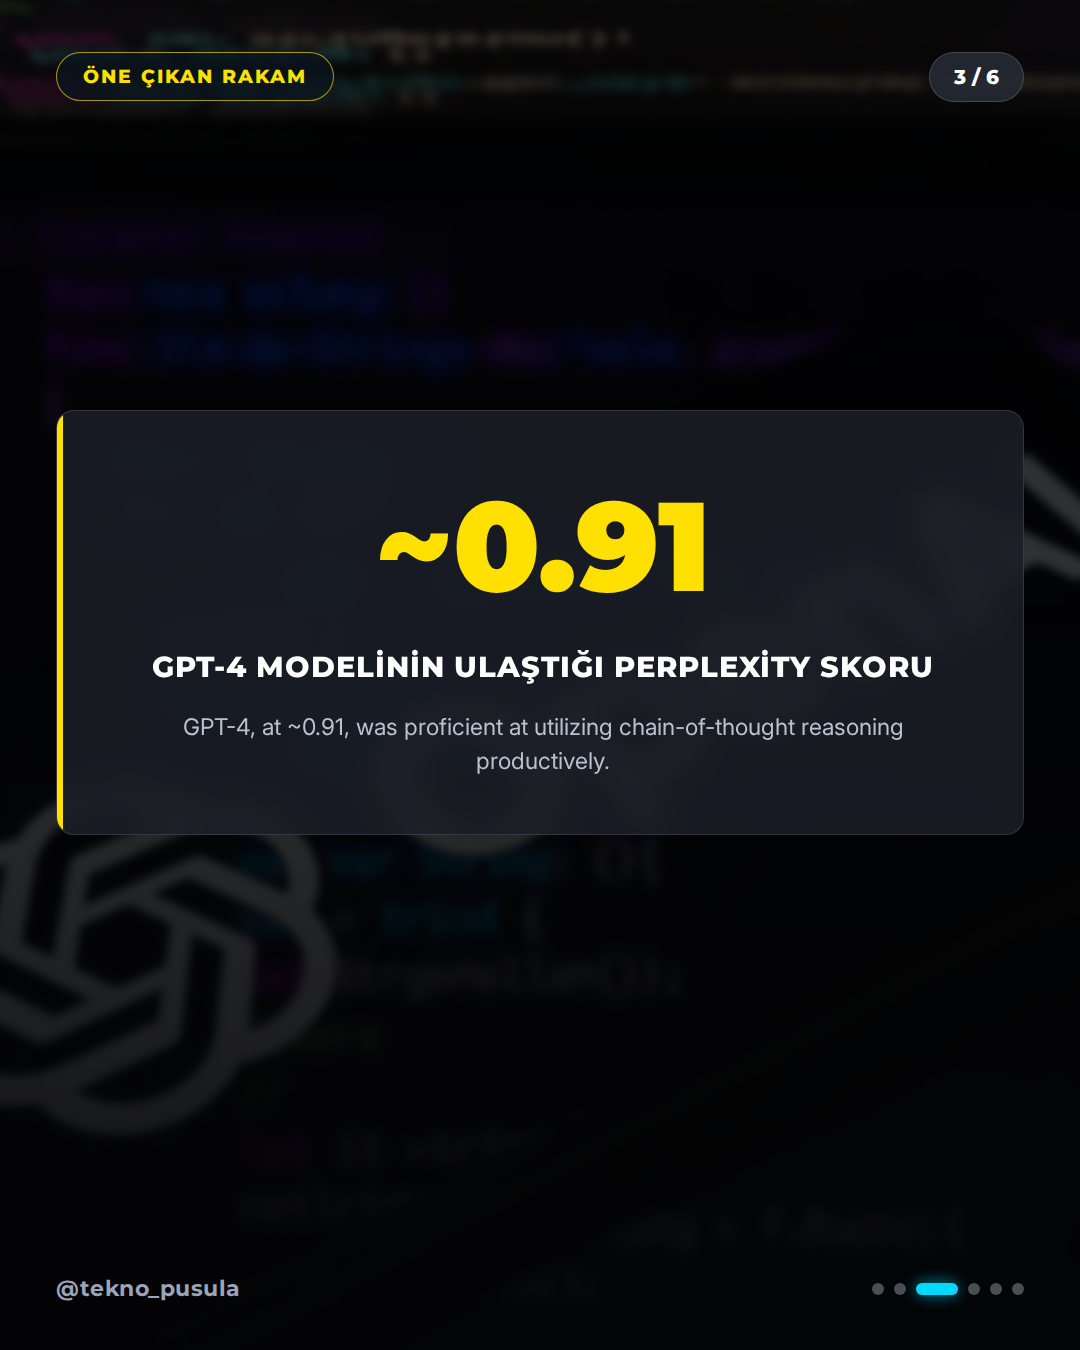 ÖNE ÇIKAN RAKAM
3 / 6
~0.91
GPT-4 MODELİNİN ULAŞTIĞI PERPLEXİTY SKORU
GPT-4, at ~0.91, was proficient at utilizing chain-of-thought reasoning
productively.
@tekno_pusula